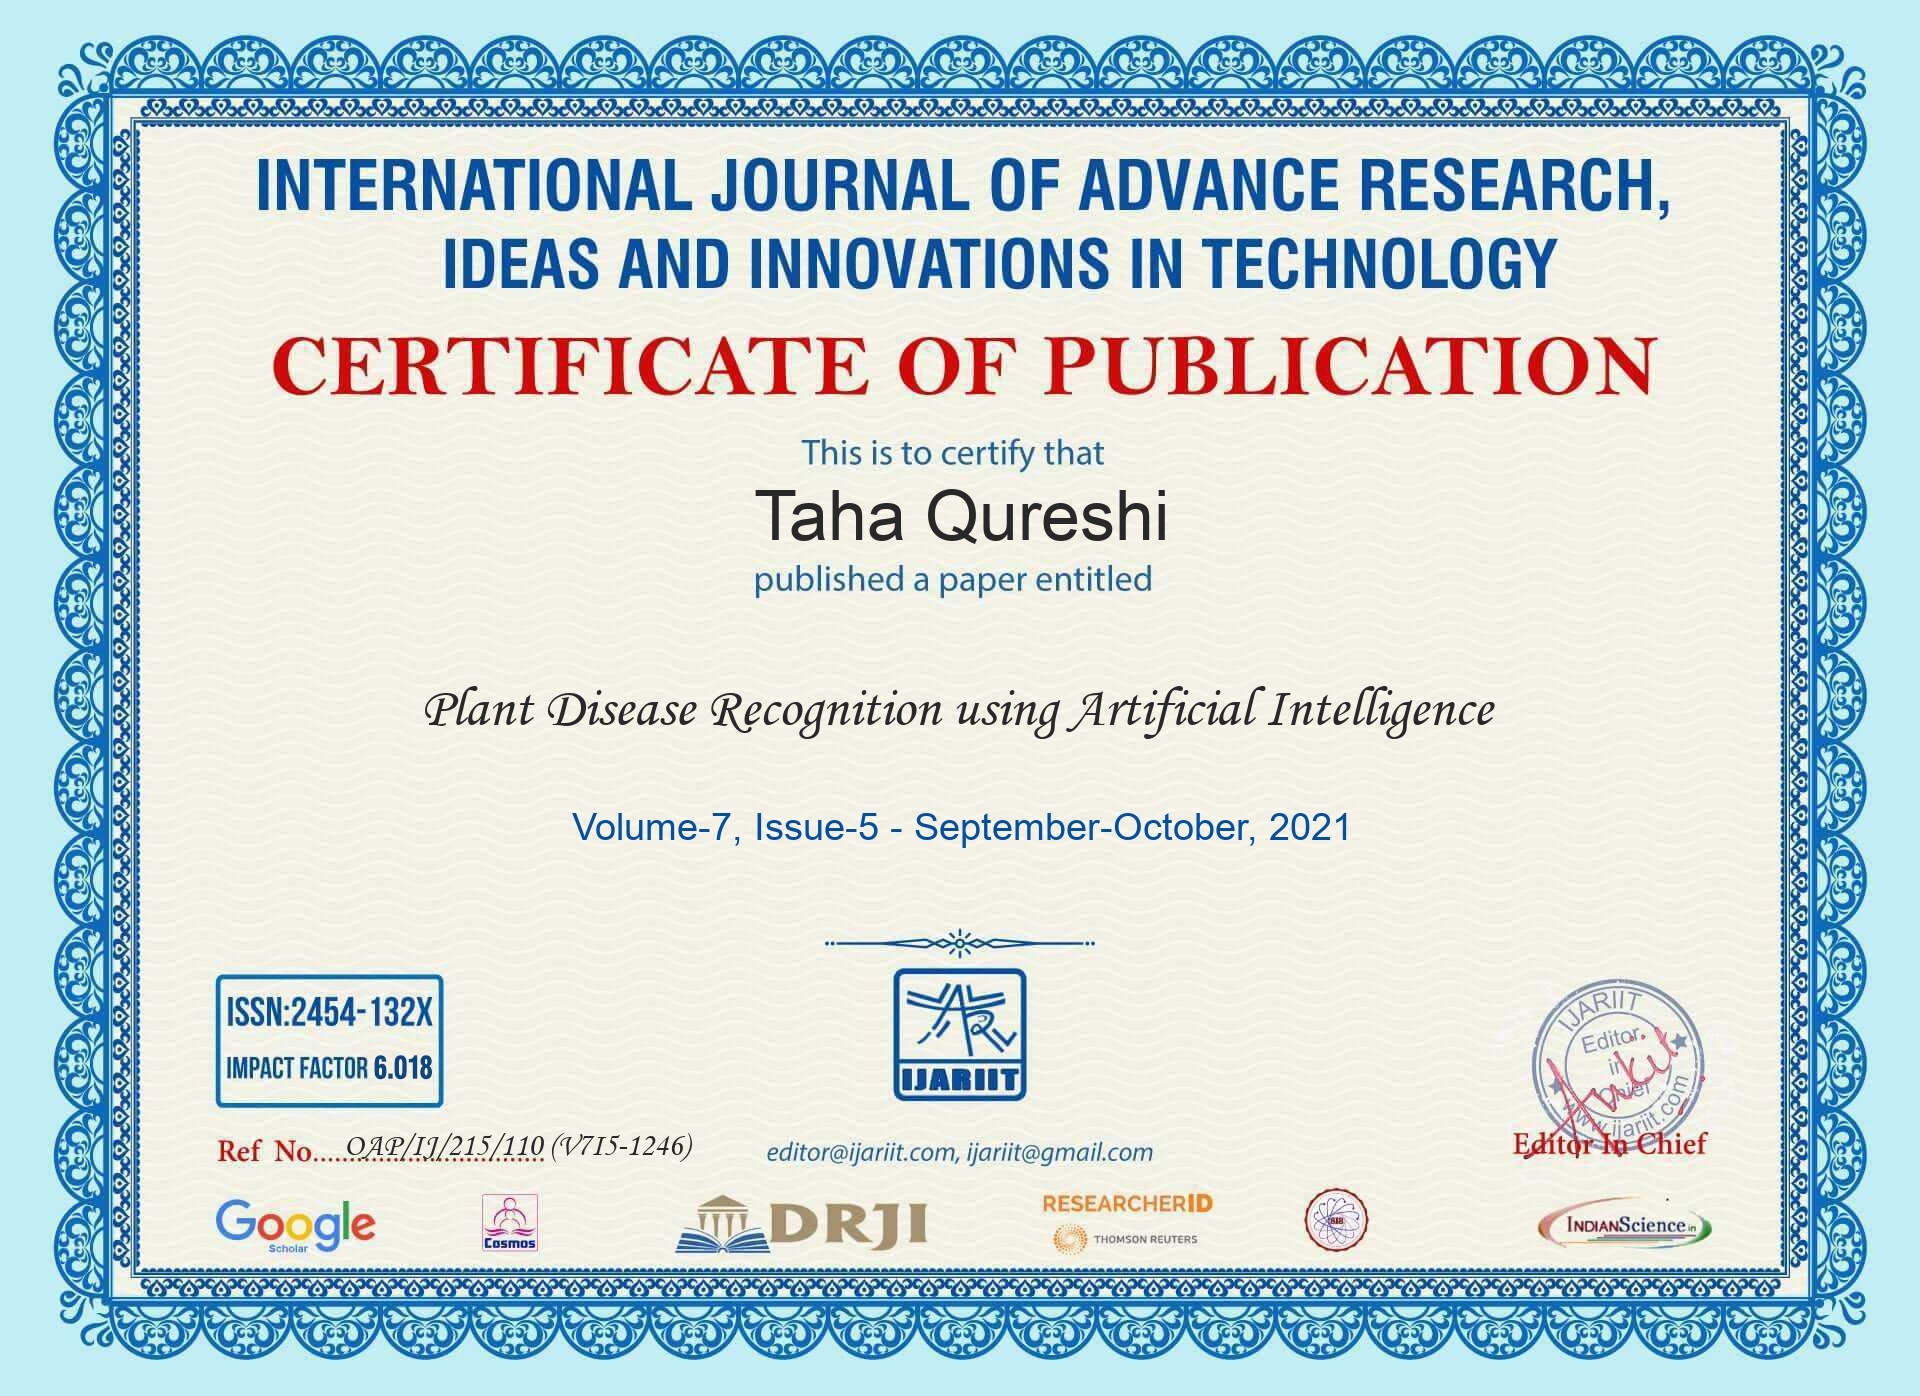 INTERNATIONAL JOURNAL OF ADVANCE RESEARCH,
IDEAS AND INNOVATIONS IN TECHNOLOGY
CERTIFICATE OF PUBLICATION
This is to certify that
Taha Qureshi
published a paper entitled
Plant Disease Recognition using Artificial Intelligence
Volume-7, Issue-5 - September-October, 2021
ISSN:2454-132X
IMPACT FACTOR 6.018
IJARIIT
IJARIIT
Editor
in
Chief
www.ijariit.com
Ankit
Ref No. OAP/IJ/215/110 (V7I5-1246)
editor@ijariit.com, ijariit@gmail.com
Editor In Chief
Google
Scholar
Cosmos
DRJI
RESEARCHERID
THOMSON REUTERS
INDIANScience.in